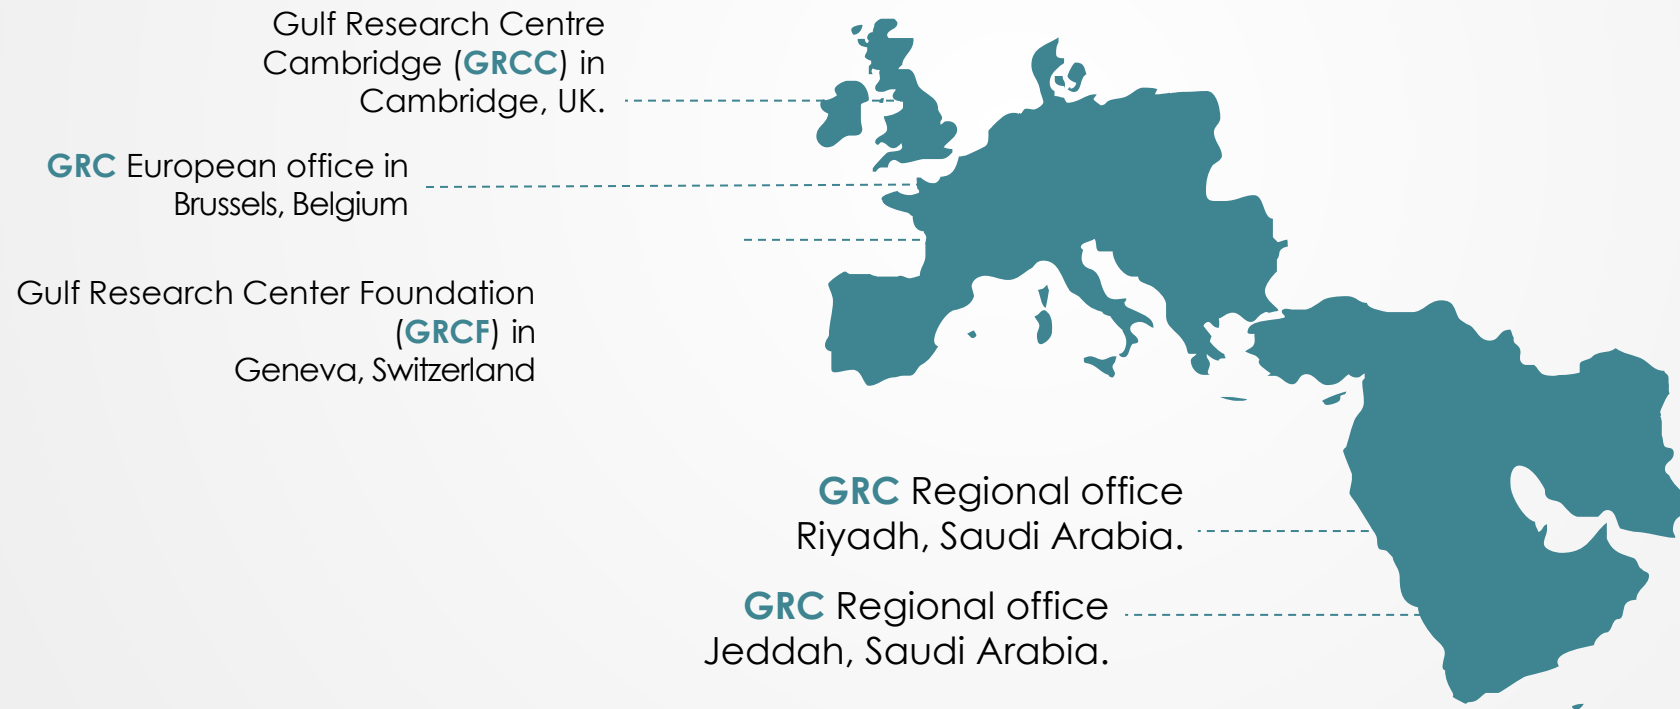 Gulf Research Centre
Cambridge (GRCC) in
Cambridge, UK.
GRC European office in
Brussels, Belgium
Gulf Research Center Foundation
(GRCF) in
Geneva, Switzerland
GRC Regional office
Riyadh, Saudi Arabia.
GRC Regional office
Jeddah, Saudi Arabia.